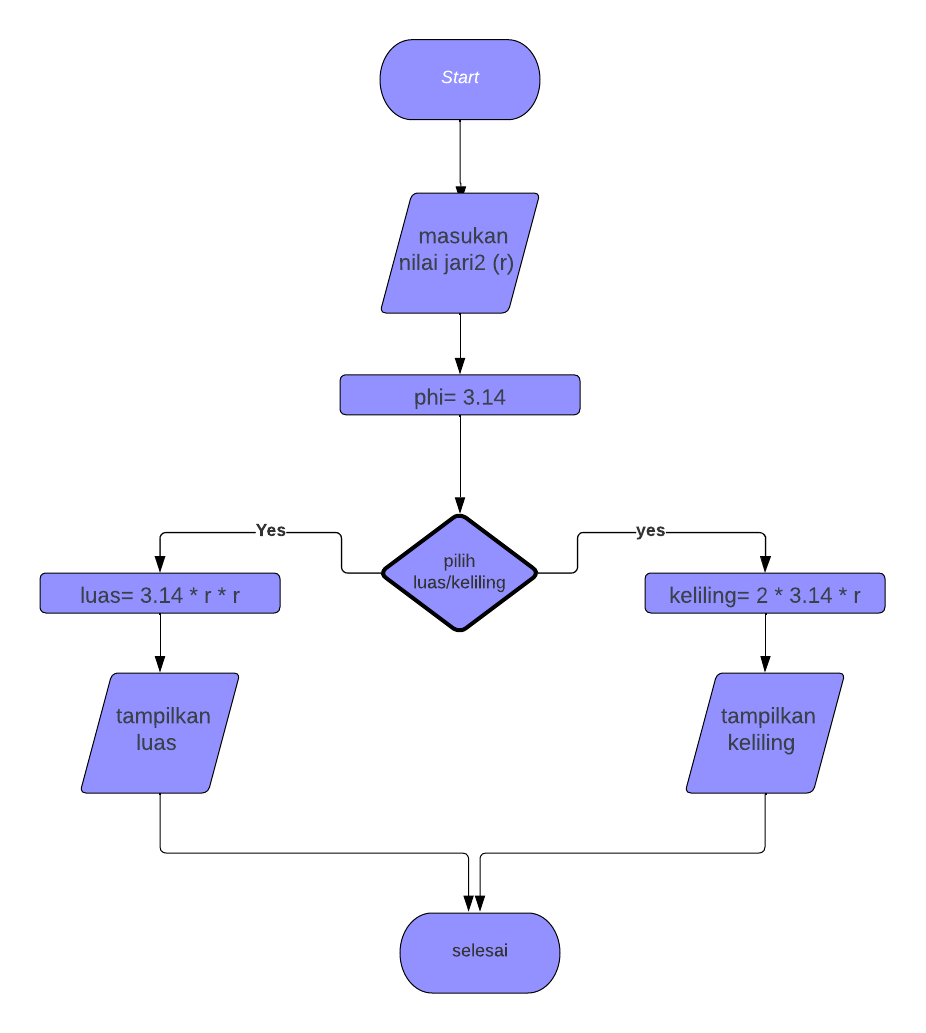 Start
masukan
nilai jari2 (r)
phi= 3.14
Yes
yes
pilih
luas/keliling
luas= 3.14 * r * r
keliling= 2 * 3.14 * r
tampilkan
luas
tampilkan
keliling
selesai